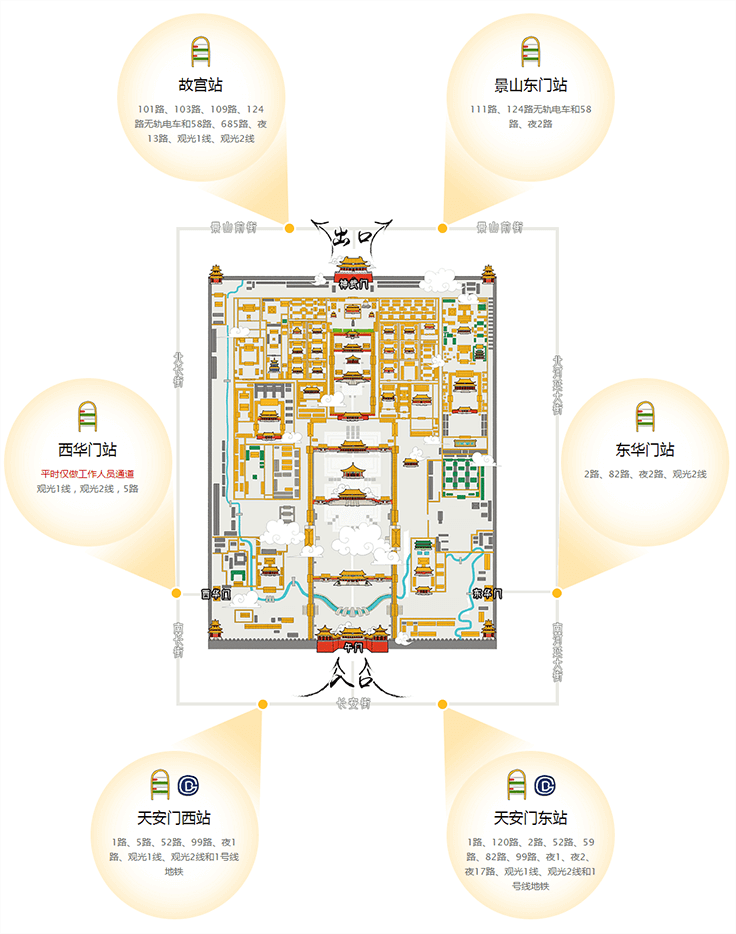 故宫站
101路、103路、109路、124
路无轨电车和58路、685路、夜
13路、观光1线、观光2线
景山东门站
111路、124路无轨电车和58
路、夜2路
景山前街
出口
景山前街
神武门
北长街
北河沿大街
西华门站
平时仅做工作人员通道
观光1线，观光2线，5路
东华门站
2路、82路、夜2路、观光2线
西华门
东华门
南长街
南河沿大街
午门
入口
长安街
天安门西站
1路、5路、52路、99路、夜1
路、观光1线、观光2线和1号线
地铁
天安门东站
1路、120路、2路、52路、59
路、82路、99路、夜1、夜2、
夜17路、观光1线、观光2线和1
号线地铁